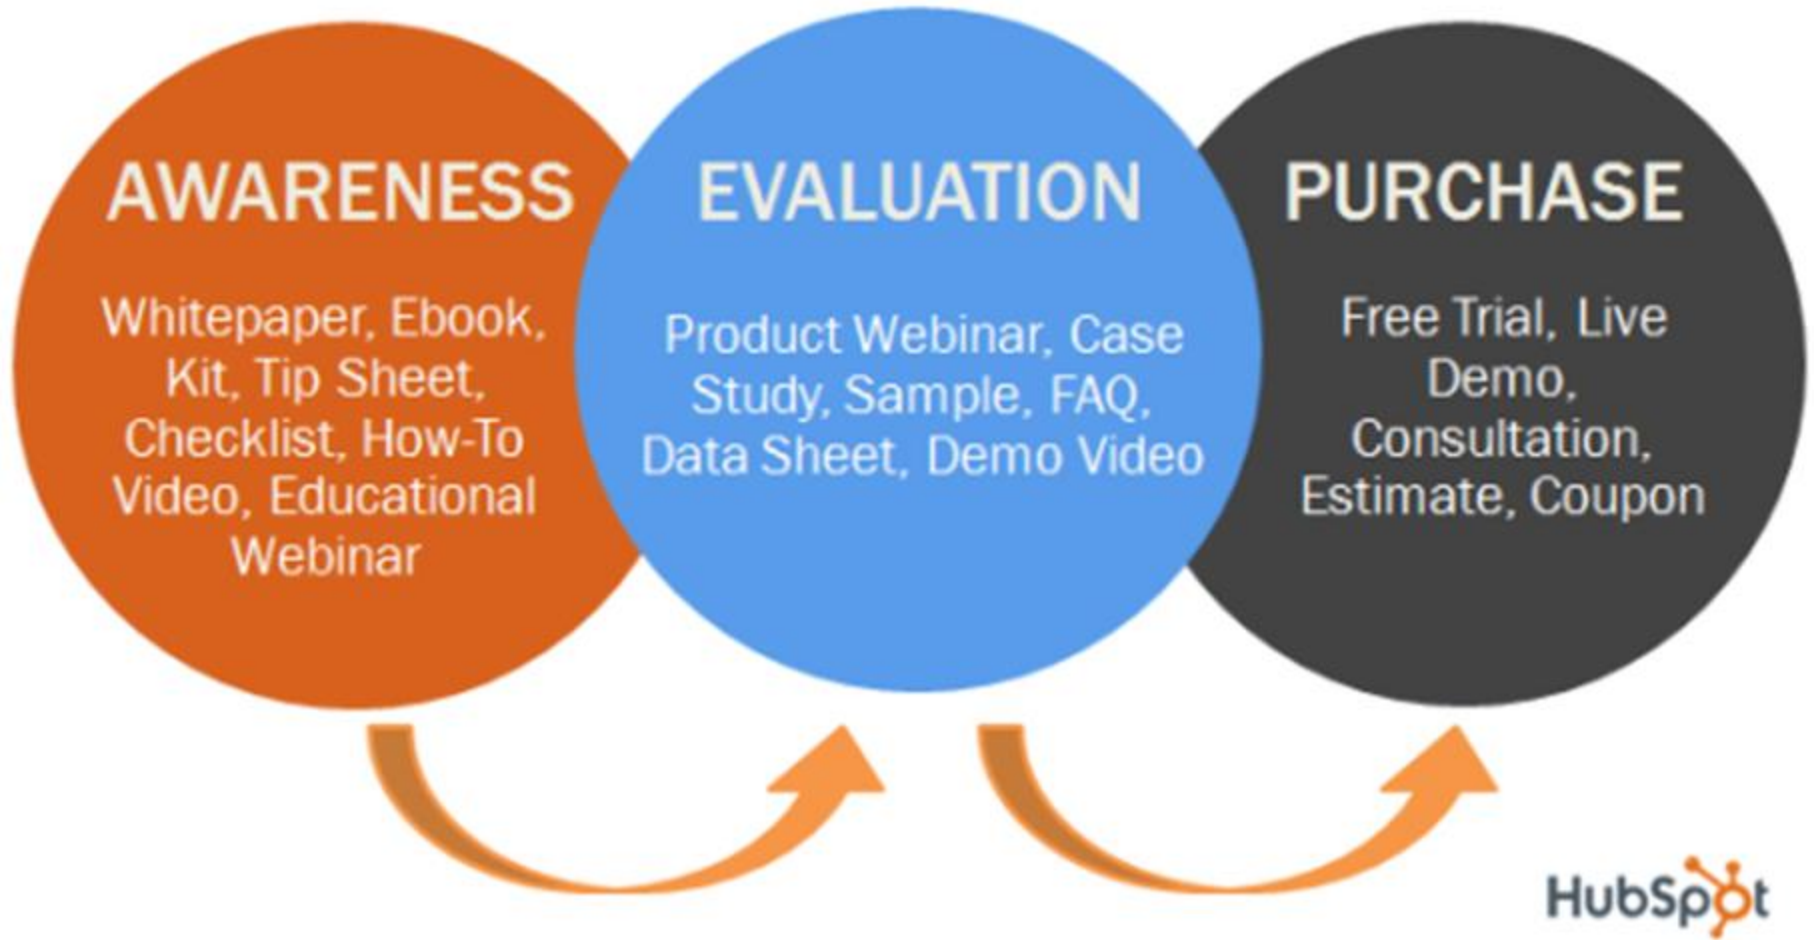 AWARENESS
Whitepaper, Ebook,
Kit, Tip Sheet,
Checklist, How-To
Video, Educational
Webinar
EVALUATION
Product Webinar, Case
Study, Sample, FAQ,
Data Sheet, Demo Video
PURCHASE
Free Trial, Live
Demo,
Consultation,
Estimate, Coupon
HubSpot